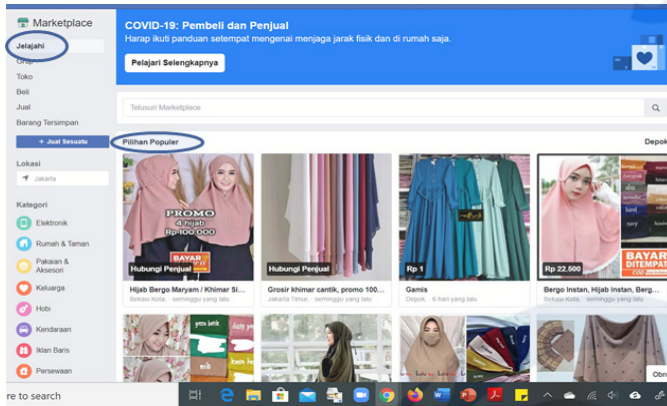 Marketplace
Jelajahi
Grup
Toko
Beli
Jual
Barang Tersimpan
+ Jual Sesuatu
Lokasi
Jakarta
Kategori
Elektronik
Rumah & Taman
Pakaian &
Aksesori
Keluarga
Hobi
Kendaraan
Iklan Baris
Persewaan
COVID-19: Pembeli dan Penjual
Harap ikuti panduan setempat mengenai menjaga jarak fisik dan di rumah saja.
Pelajari Selengkapnya
Telusuri Marketplace
Pilihan Populer
Depok
PROMO
4 hijab
Rp 100.000
BAYAR
Hubungi Penjual
Hijab Bergo Maryam / Khimar Si...
Bekasi Kota, seminggu yang lalu
Hubungi Penjual
Grosir khimar cantik, promo 100...
Jakarta Timur, seminggu yang lalu
Rp 1
Gamis
Depok, 6 hari yang lalu
BAYAR
DITEMPAT
COD
Rp 22.500
Bergo Instan, Hijab Instan, Berg...
Bekasi Kota, seminggu yang lalu
Obro
re to search